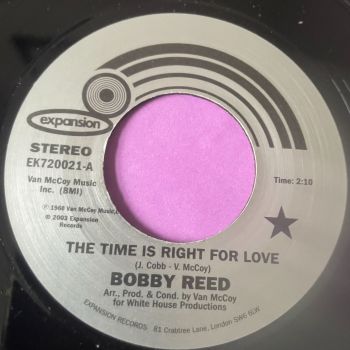 expansion
STEREO
EK720021-A
Van McCoy Music
Inc. (BMI)
Time: 2:10
℗ 1968 Van McCoy Music,
© 2003 Expansion
Records
THE TIME IS RIGHT FOR LOVE
(J. Cobb - V. McCoy)
BOBBY REED
Arr., Prod. & Cond. by Van McCoy
for White House Productions
EXPANSION RECORDS 81 Crabtree Lane, London SW6 6LW